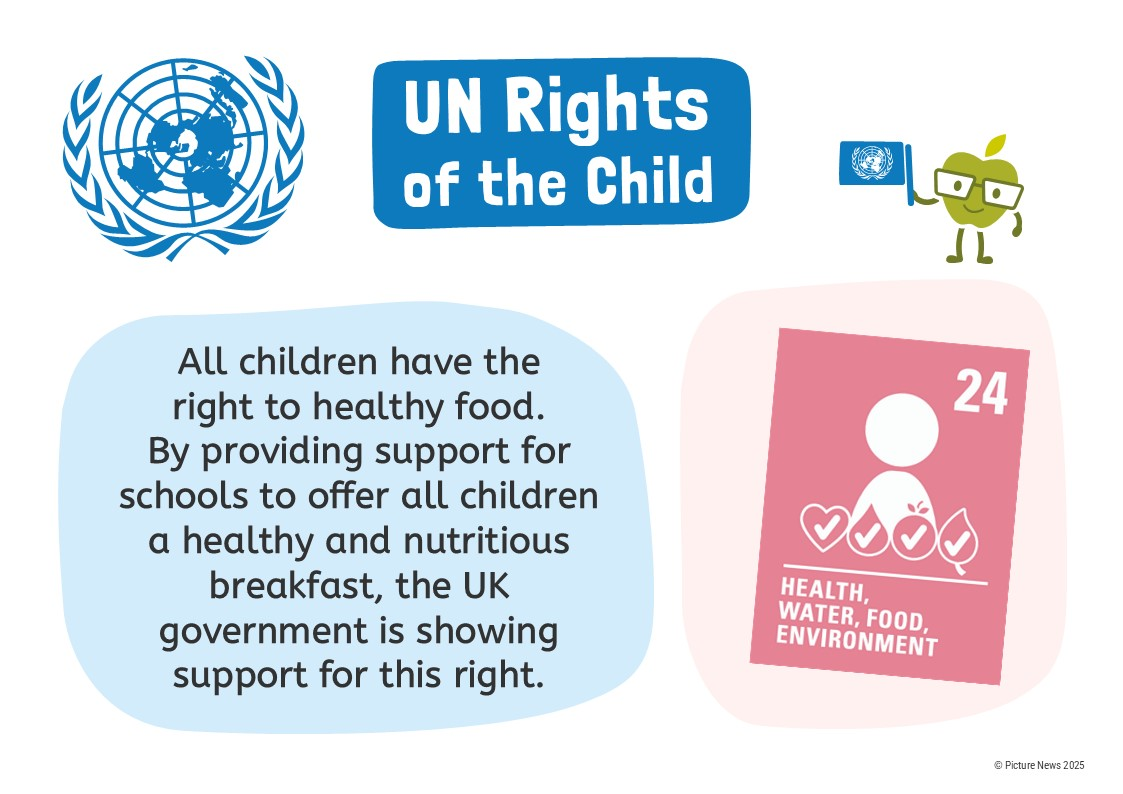 UN Rights
of the Child
All children have the
right to healthy food.
By providing support for
schools to offer all children
a healthy and nutritious
breakfast, the UK
government is showing
support for this right.
24
HEALTH,
WATER, FOOD,
ENVIRONMENT
© Picture News 2025